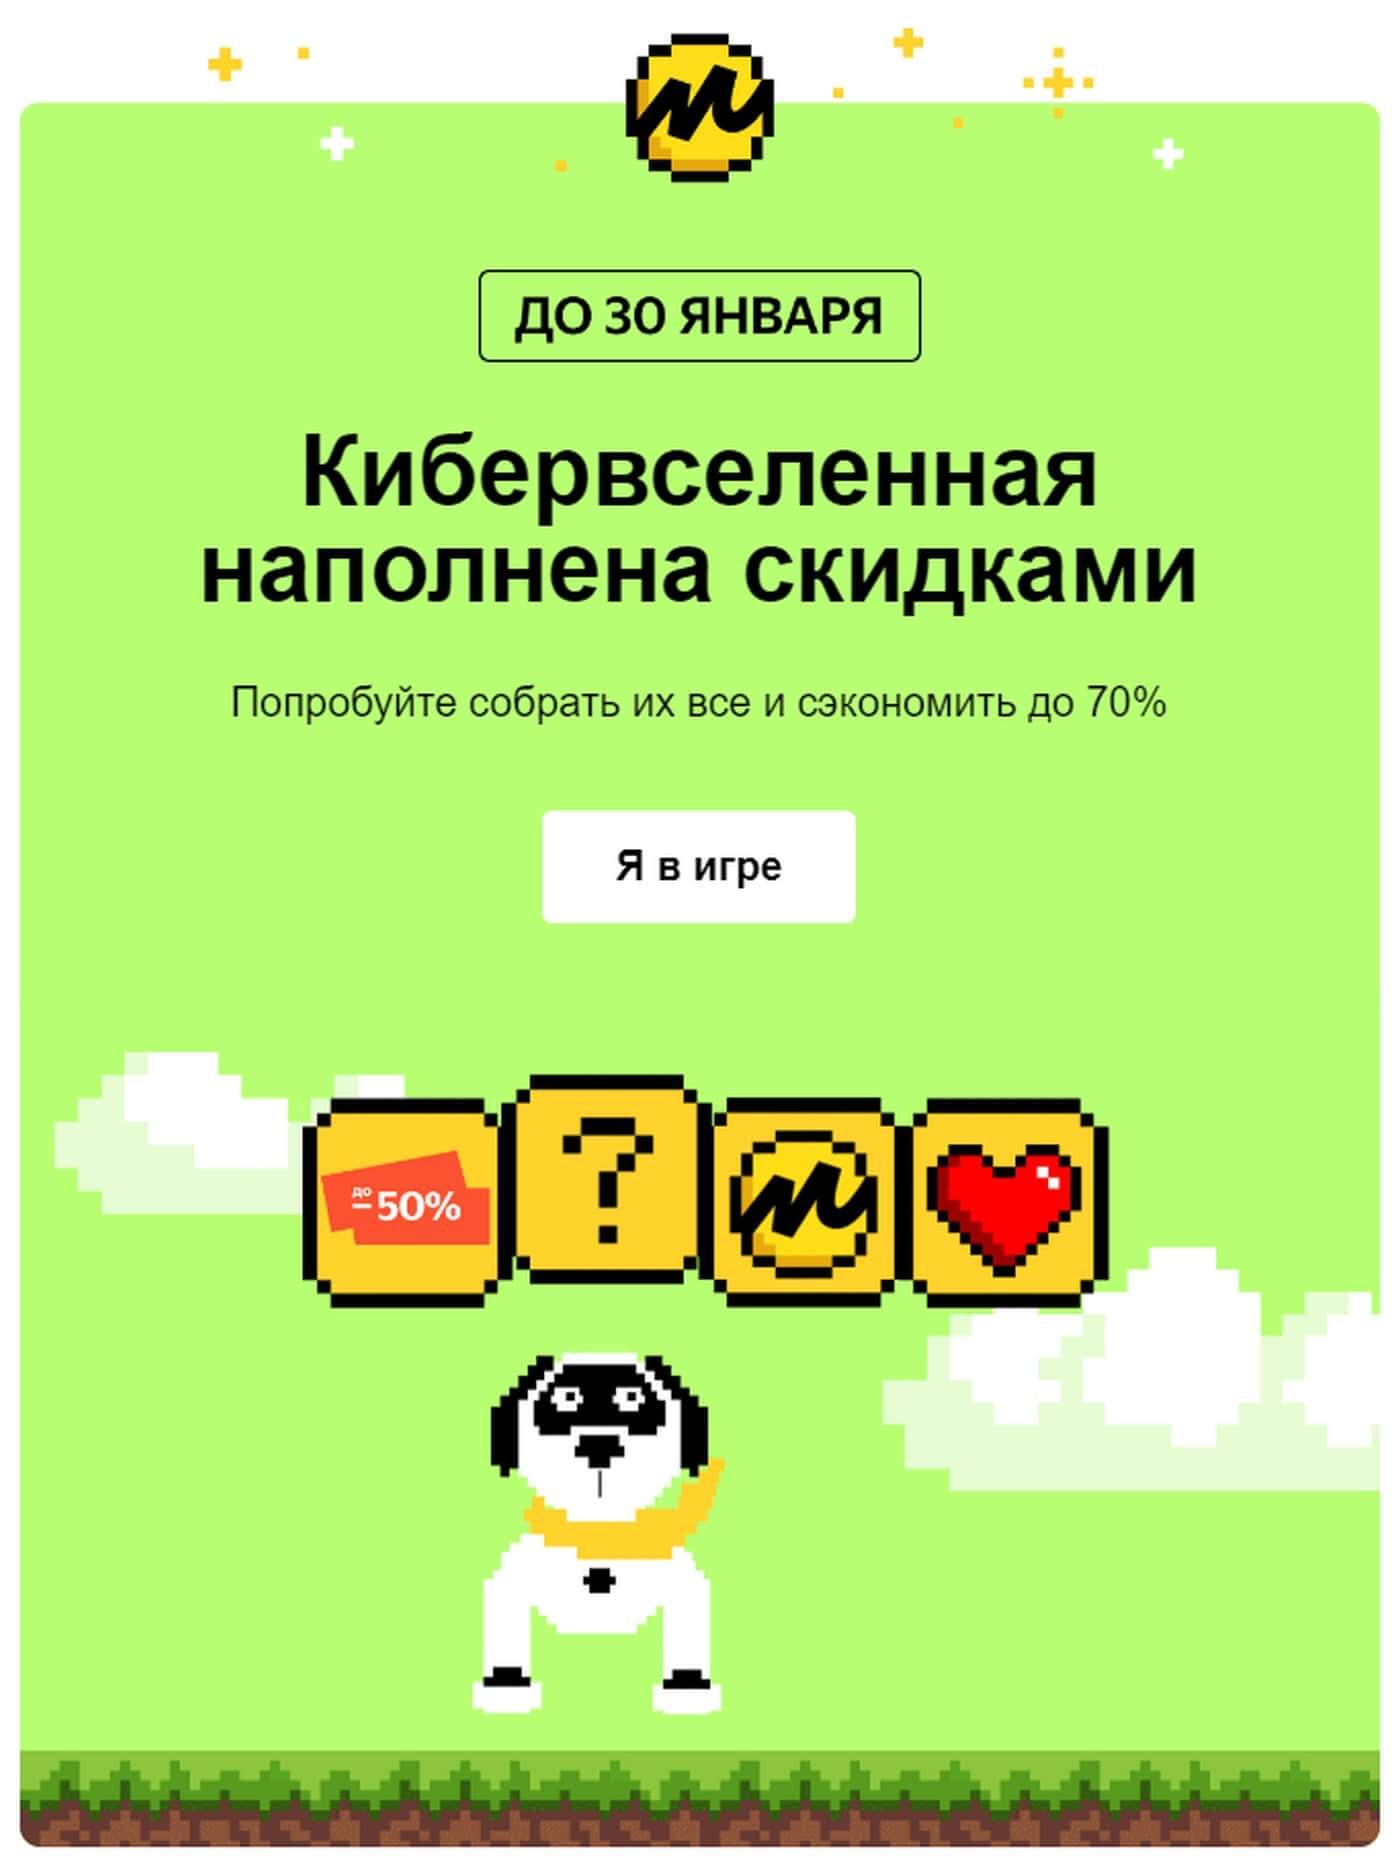 ДО 30 ЯНВАРЯ
Кибервселенная
наполнена скидками
Попробуйте собрать их все и сэкономить до 70%
Я в игре
до
–50%
?